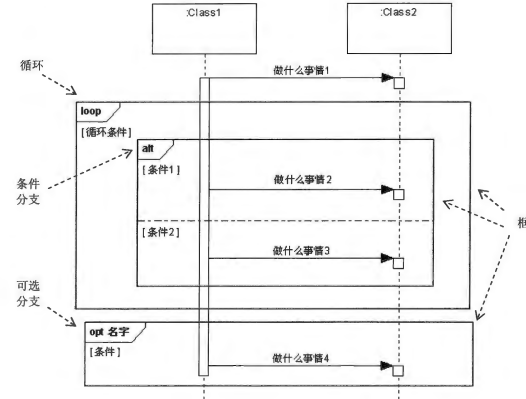 :Class1
:Class2
做什么事情1
循环
loop
[循环条件]
alt
[条件1]
条件
分支
做什么事情2
框
[条件2]
做什么事情3
可选
分支
opt 名字
[条件]
做什么事情4